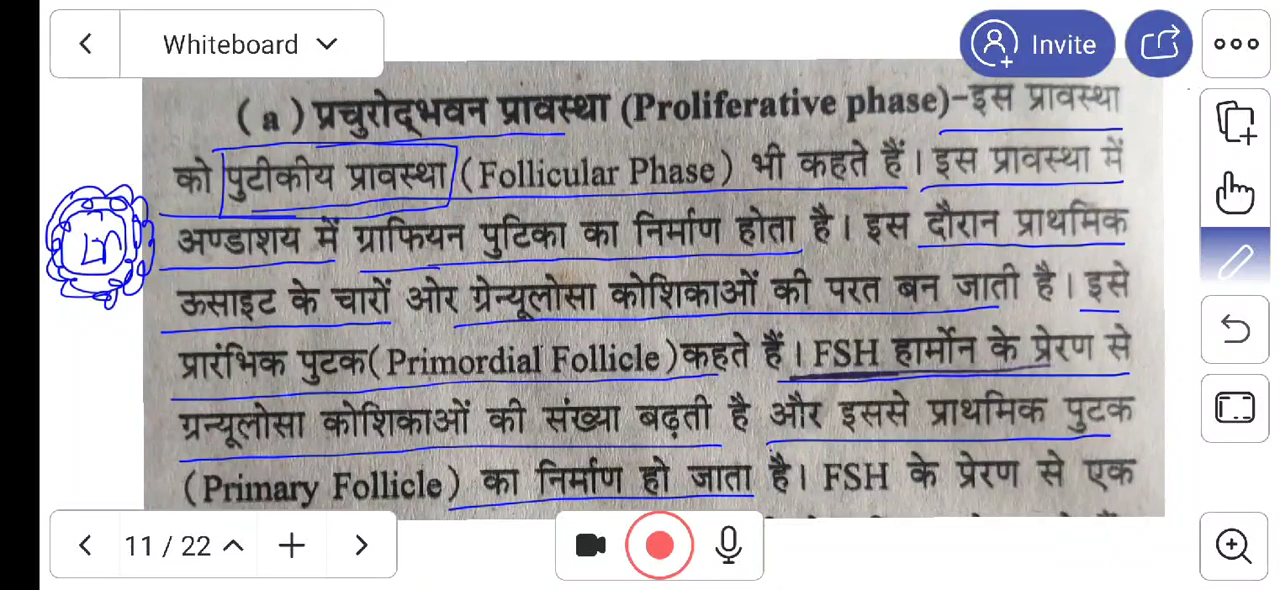 Whiteboard
Invite
(a) प्रचुरोद्भवन प्रावस्था (Proliferative phase)-इस प्रावस्था
को पुटीकीय प्रावस्था (Follicular Phase) भी कहते हैं। इस प्रावस्था में
अण्डाशय में ग्राफियन पुटिका का निर्माण होता है। इस दौरान प्राथमिक
ऊसाइट के चारों ओर ग्रेन्यूलोसा कोशिकाओं की परत बन जाती है। इसे
प्रारंभिक पुटक(Primordial Follicle)कहते हैं। FSH हार्मोन के प्रेरण से
ग्रन्यूलोसा कोशिकाओं की संख्या बढ़ती है और इससे प्राथमिक पुटक
(Primary Follicle) का निर्माण हो जाता है। FSH के प्रेरण से एक
11 / 22